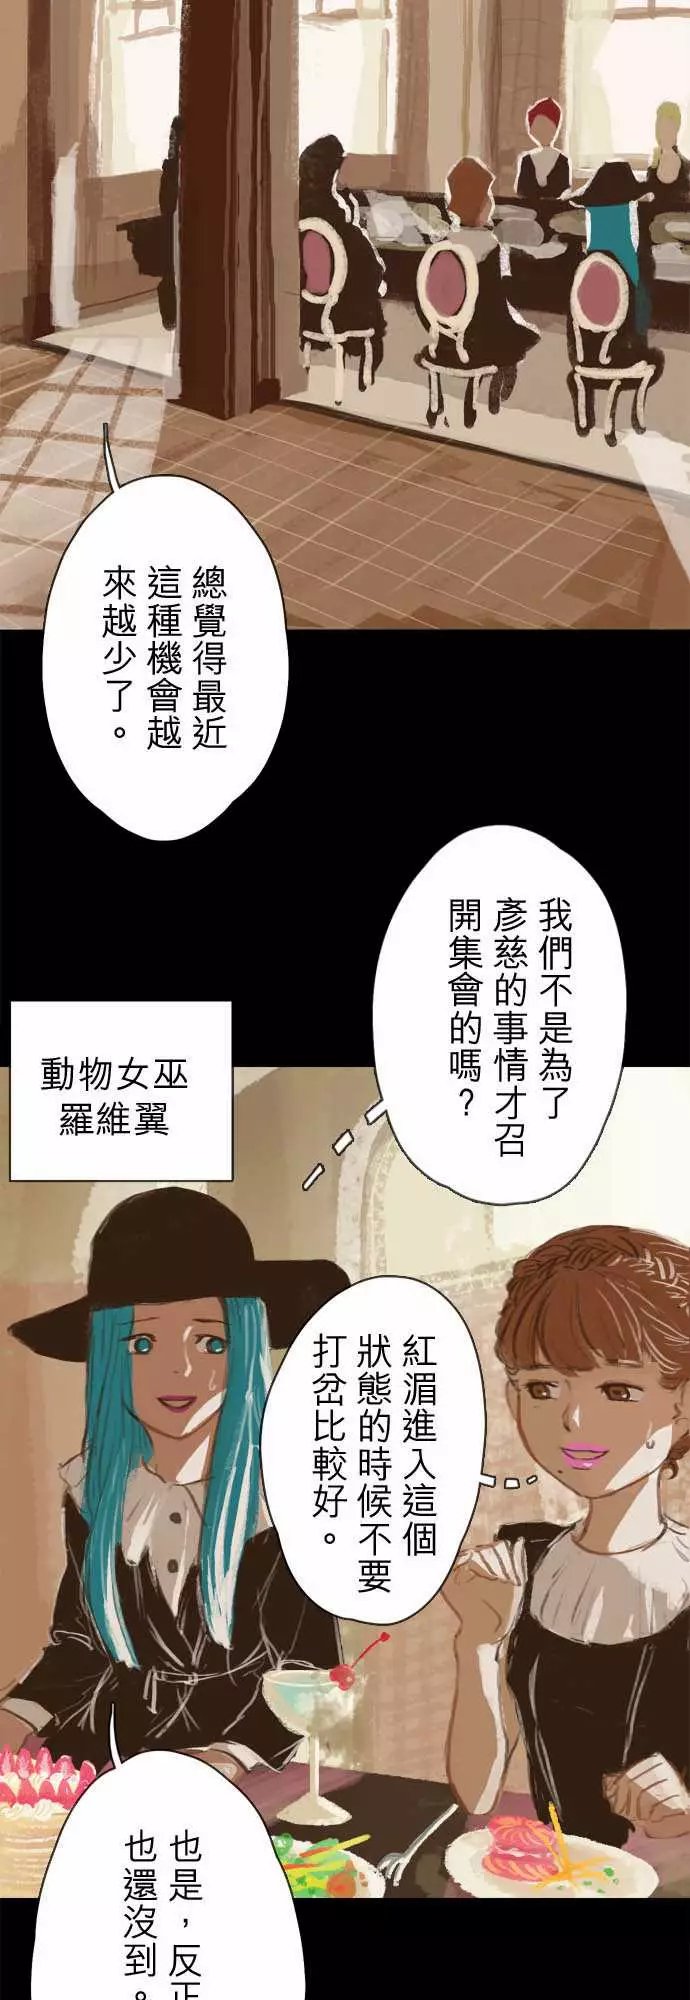 總覺得最近
這種機會越
來越少了。
我們不是為了
彥慈的事情才召
開集會的嗎？
動物女巫
羅維翼
紅湄進入這個
狀態的時候不要
打岔比較好。
也是，反正
也還沒到。